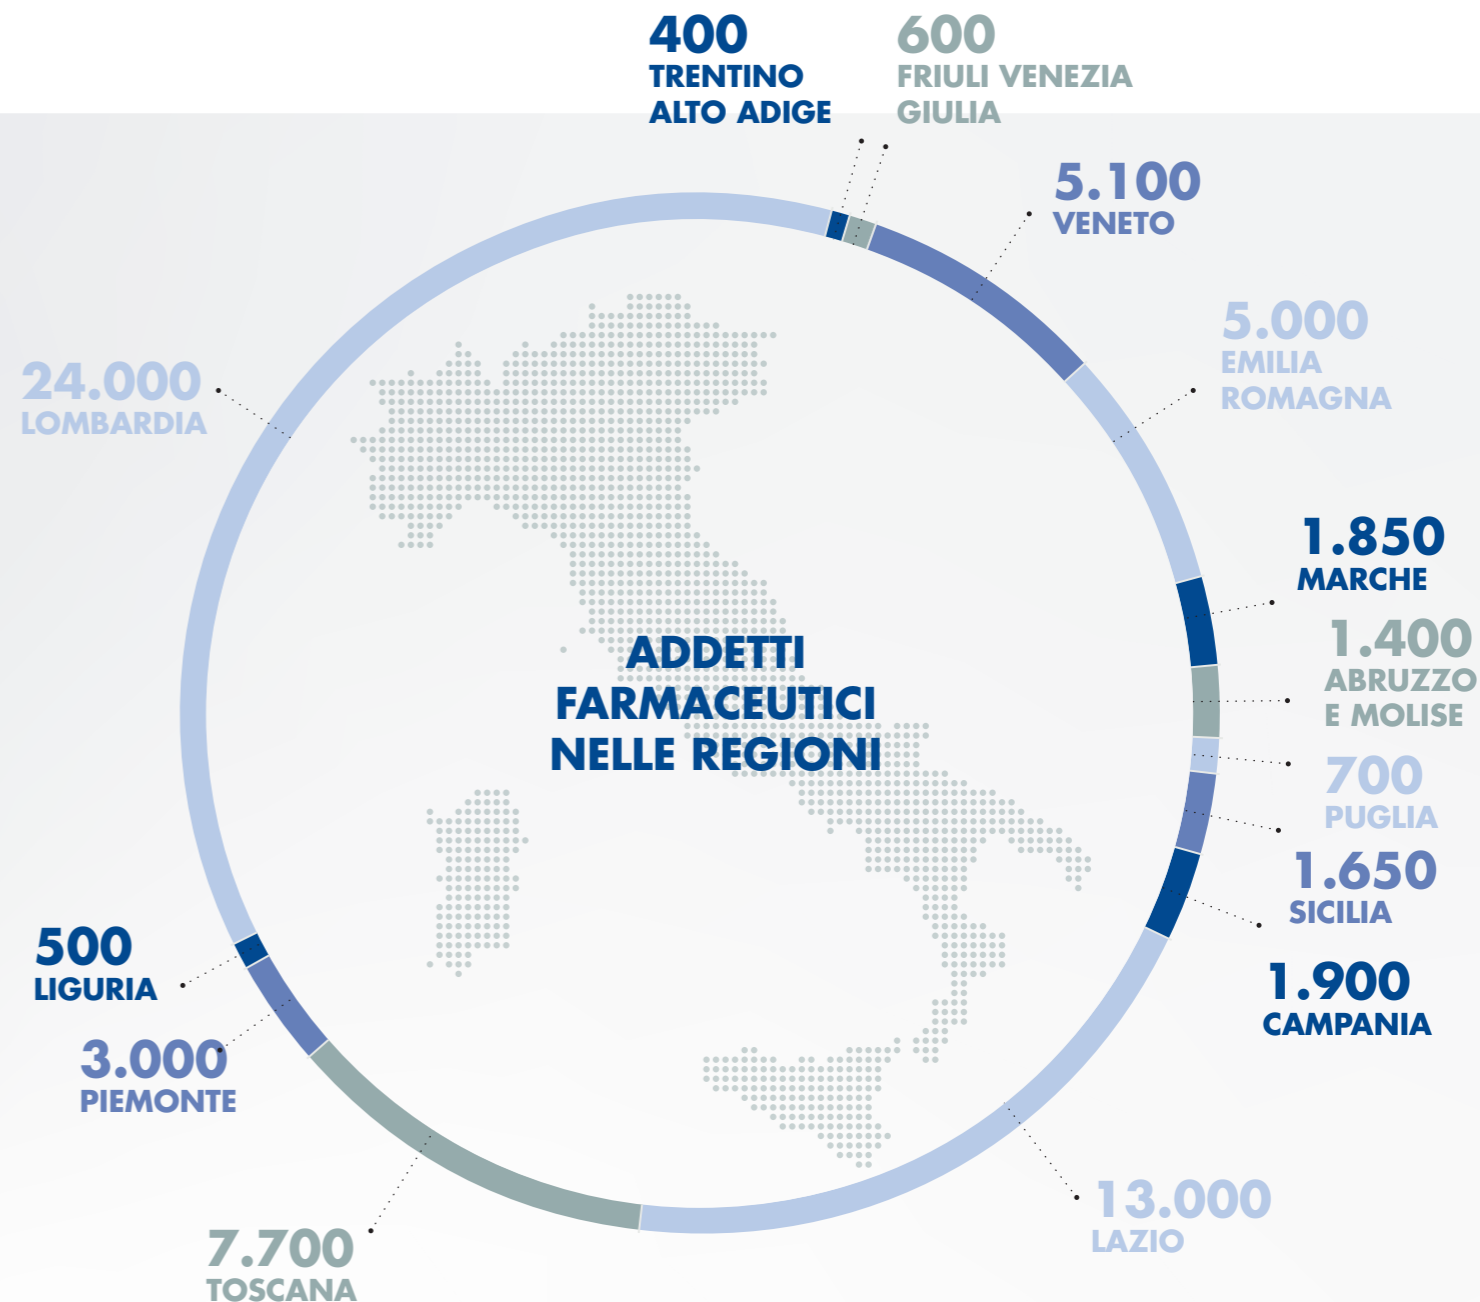 400
TRENTINO
ALTO ADIGE
600
FRIULI VENEZIA
GIULIA
5.100
VENETO
5.000
EMILIA
ROMAGNA
24.000
LOMBARDIA
1.850
MARCHE
1.400
ABRUZZO
E MOLISE
ADDETTI
FARMACEUTICI
NELLE REGIONI
700
PUGLIA
1.650
SICILIA
500
LIGURIA
1.900
CAMPANIA
3.000
PIEMONTE
13.000
LAZIO
7.700
TOSCANA